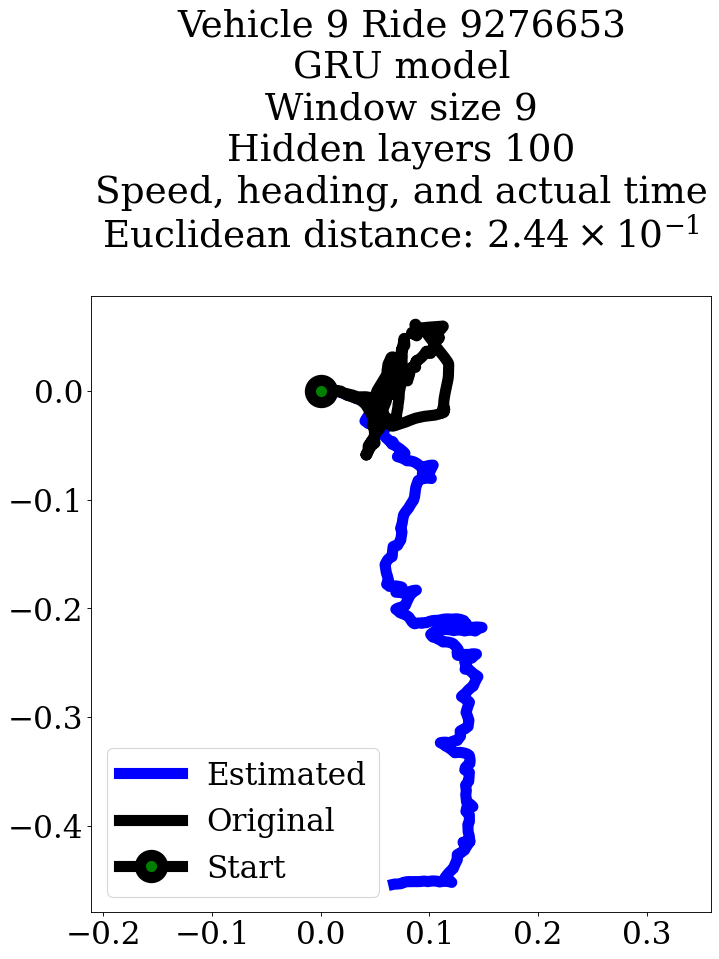 Vehicle 9 Ride 9276653
GRU model
Window size 9
Hidden layers 100
Speed, heading, and actual time
Euclidean distance: 2.44 × 10⁻¹
0.0
−0.1
−0.2
−0.3
−0.4
Estimated
Original
Start
−0.2 −0.1 0.0 0.1 0.2 0.3